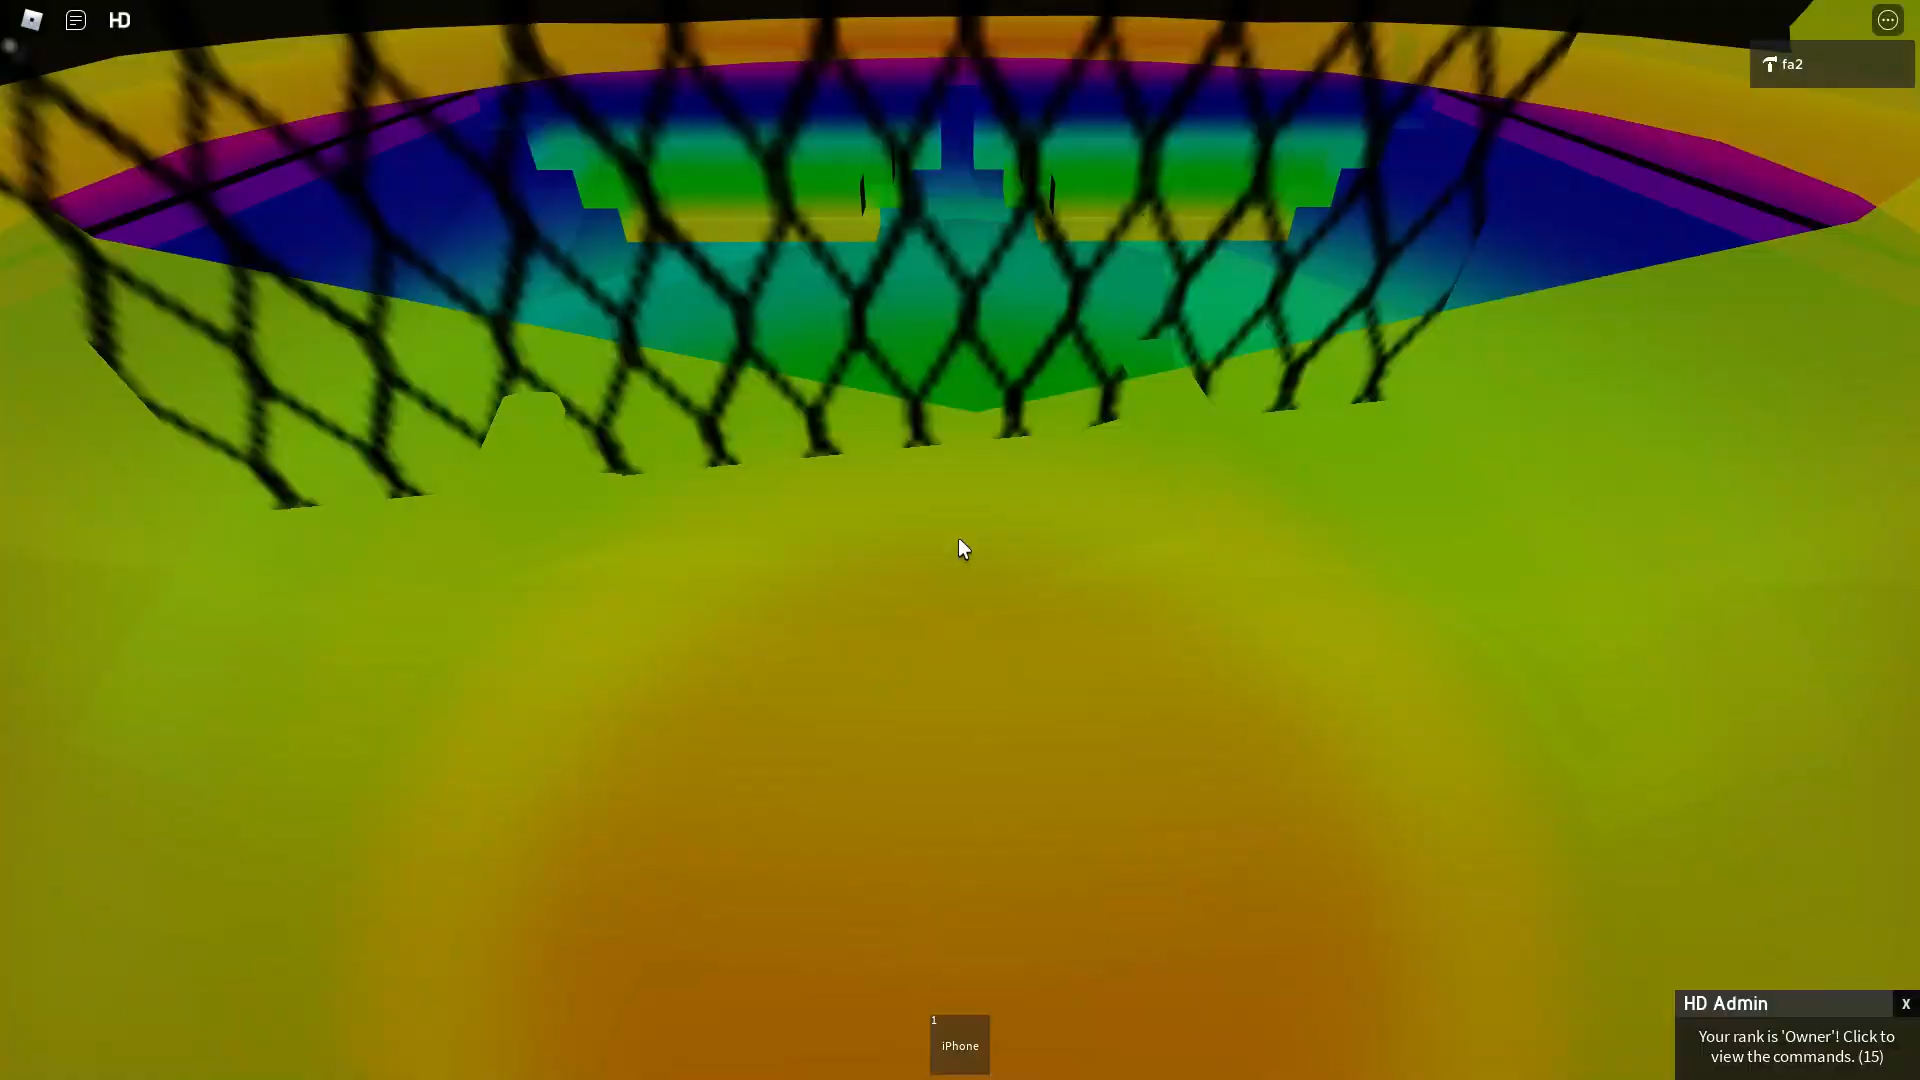 HD
fa2
1
iPhone
HD Admin
X
Your rank is 'Owner'! Click to
view the commands. (15)